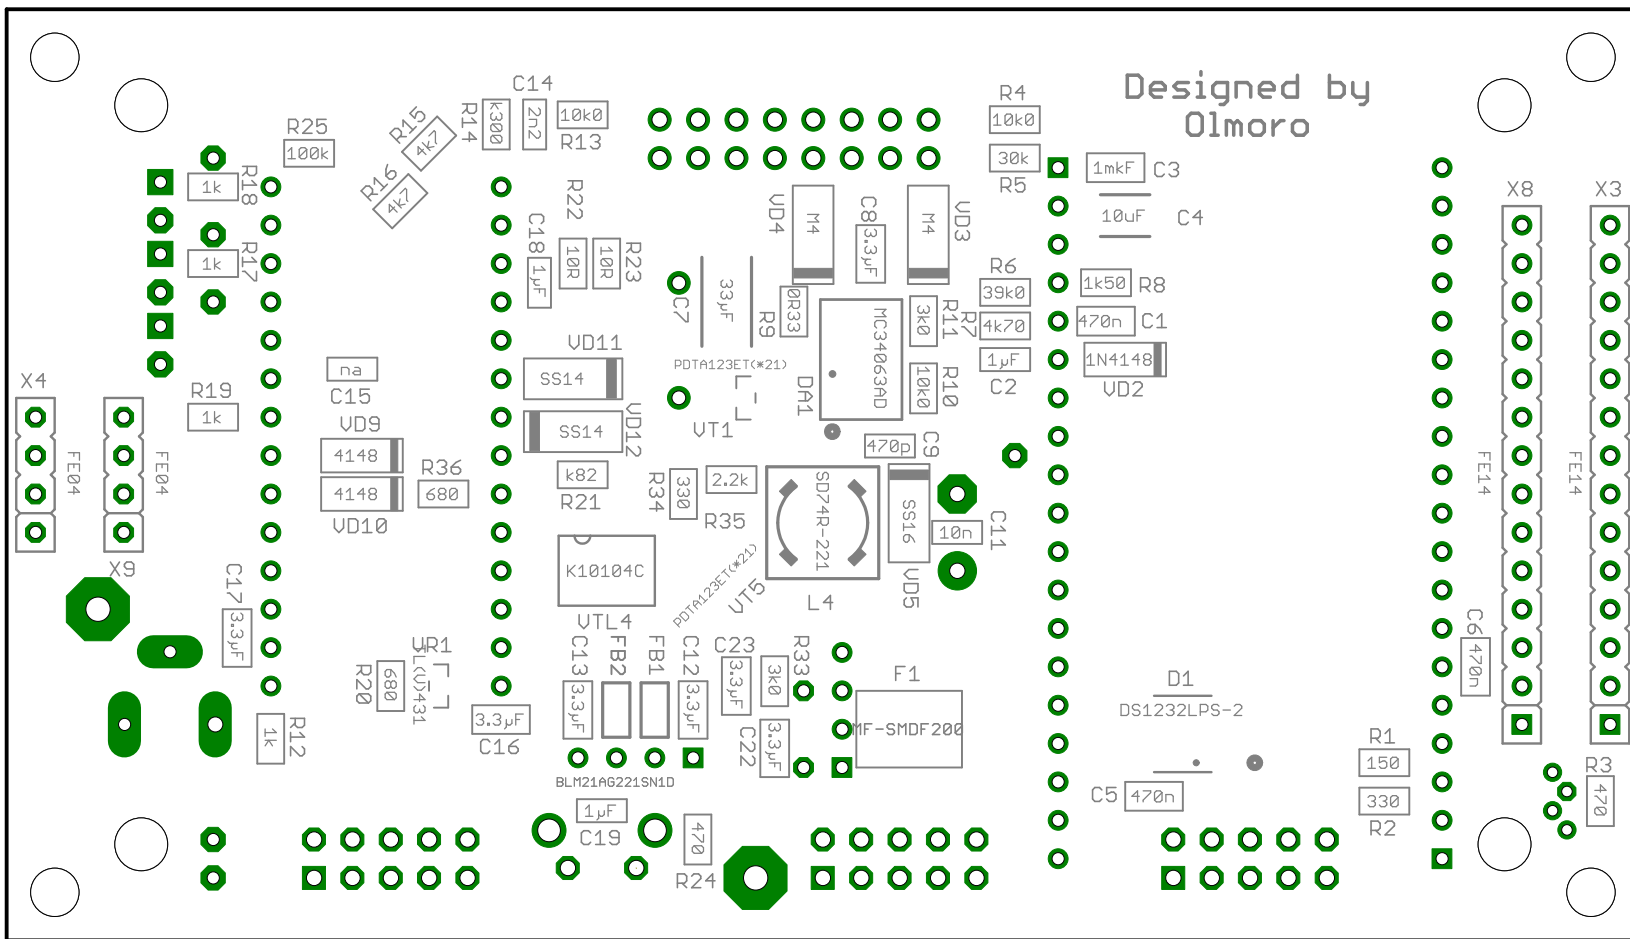 Designed by
Olmoro
C14
2n2
R14
k300
R15
4k7
R16
4k7
10k0
R13
R25
100k
R18
1k
R17
1k
R19
1k
R4
10k0
30k
R5
1mkF
C3
10uF
C4
X8
X3
R22
10R
10R
R23
C18
1µF
VD4
M4
C8
3.3µF
M4
VD3
C7
33µF
R9
0R33
MC34063AD
DA1
R11
3k0
R7
R6
39k0
4k70
1µF
C2
1k50
R8
470n
C1
1N4148
VD2
R10
10k0
PDTA123ET(*21)
VT1
VD11
SS14
SS14
VD12
na
C15
X4
FE04
FE04
X9
VD9
4148
4148
VD10
R36
680
k82
R21
R34
330
2.2k
R35
470p
C9
SD74R-221
L4
SS16
VD5
10n
C11
FE14
FE14
K10104C
VTL4
PDTA123ET(*21)
VT5
C17
3.3µF
R12
1k
VR1
TL(V)431
R20
680
3.3µF
C16
C13
3.3µF
FB2
FB1
C12
3.3µF
BLM21AG221SN1D
C23
3.3µF
3k0
R33
C22
3.3µF
F1
MF-SMDF200
1µF
C19
470
R24
D1
DS1232LPS-2
C5
470n
C6
470n
R1
150
330
R2
R3
470